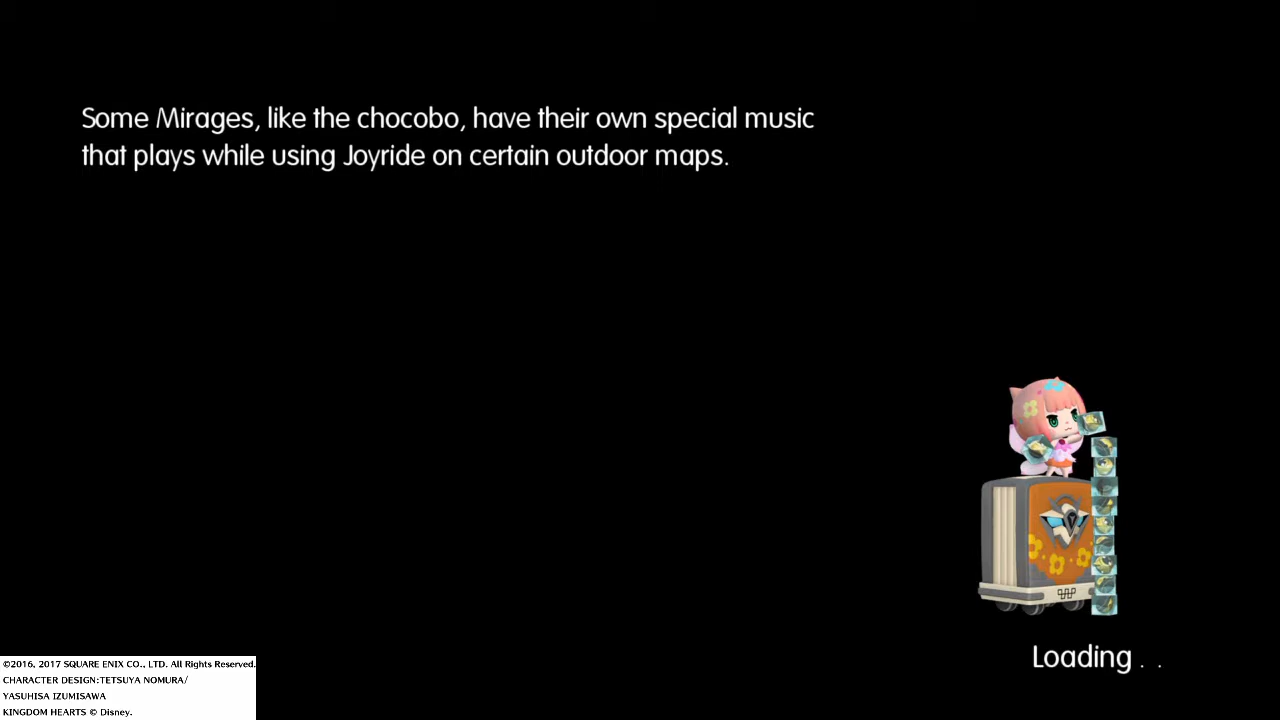 Some Mirages, like the chocobo, have their own special music
that plays while using Joyride on certain outdoor maps.
Loading . .
©2016, 2017 SQUARE ENIX CO., LTD. All Rights Reserved.
CHARACTER DESIGN:TETSUYA NOMURA/
YASUHISA IZUMISAWA
KINGDOM HEARTS © Disney.